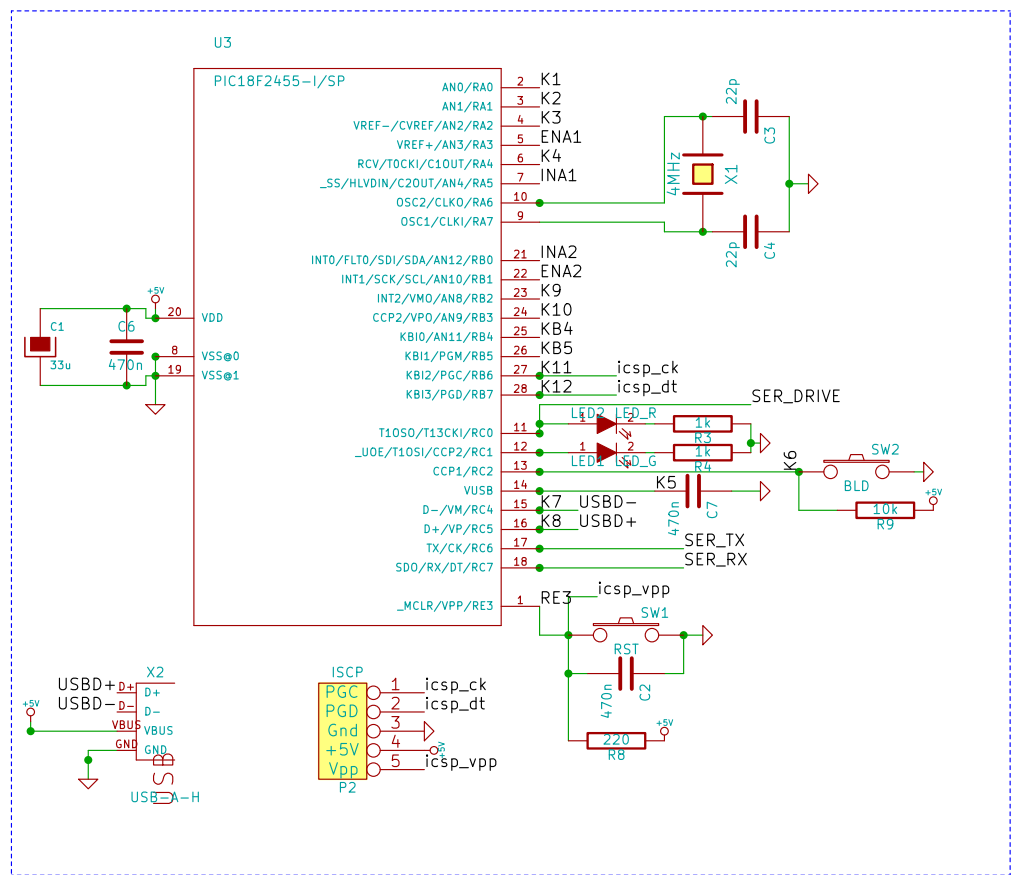 U3
PIC18F2455-I/SP
AN0/RA0 2 K1
AN1/RA1 3 K2
VREF-/CVREF/AN2/RA2 4 K3
VREF+/AN3/RA3 5 ENA1
RCV/T0CKI/C1OUT/RA4 6 K4
_SS/HLVDIN/C2OUT/AN4/RA5 7 INA1
OSC2/CLKO/RA6 10
OSC1/CLKI/RA7 9
22p
C3
4MHz
X1
22p
C4
INT0/FLT0/SDI/SDA/AN12/RB0 21 INA2
INT1/SCK/SCL/AN10/RB1 22 ENA2
INT2/VMO/AN8/RB2 23 K9
CCP2/VPO/AN9/RB3 24 K10
KBI0/AN11/RB4 25 KB4
KBI1/PGM/RB5 26 KB5
KBI2/PGC/RB6 27 K11 icsp_ck
KBI3/PGD/RB7 28 K12 icsp_dt
+5V
20 VDD
8 VSS@0
19 VSS@1
C1
33u
C6
470n
SER_DRIVE
T1OSO/T13CKI/RC0 11
LED2 LED_R
1 2
1k
R3
_UOE/T1OSI/CCP2/RC1 12
1 2
LED1 LED_G
1k
R4
CCP1/RC2 13
K6
SW2
BLD
+5V
10k
R9
VUSB 14 K5
470n
C7
D-/VM/RC4 15 K7 USBD-
D+/VP/RC5 16 K8 USBD+
TX/CK/RC6 17 SER_TX
SDO/RX/DT/RC7 18 SER_RX
_MCLR/VPP/RE3 1 RE3
icsp_vpp
SW1
RST
470n
C2
+5V
220
R8
X2
USBD+ D+ D+
USBD- D- D-
+5V
VBUS VBUS
GND GND
USB
USB-A-H
ISCP
PGC 1 icsp_ck
PGD 2 icsp_dt
Gnd 3
+5V 4 +5V
Vpp 5 icsp_vpp
P2